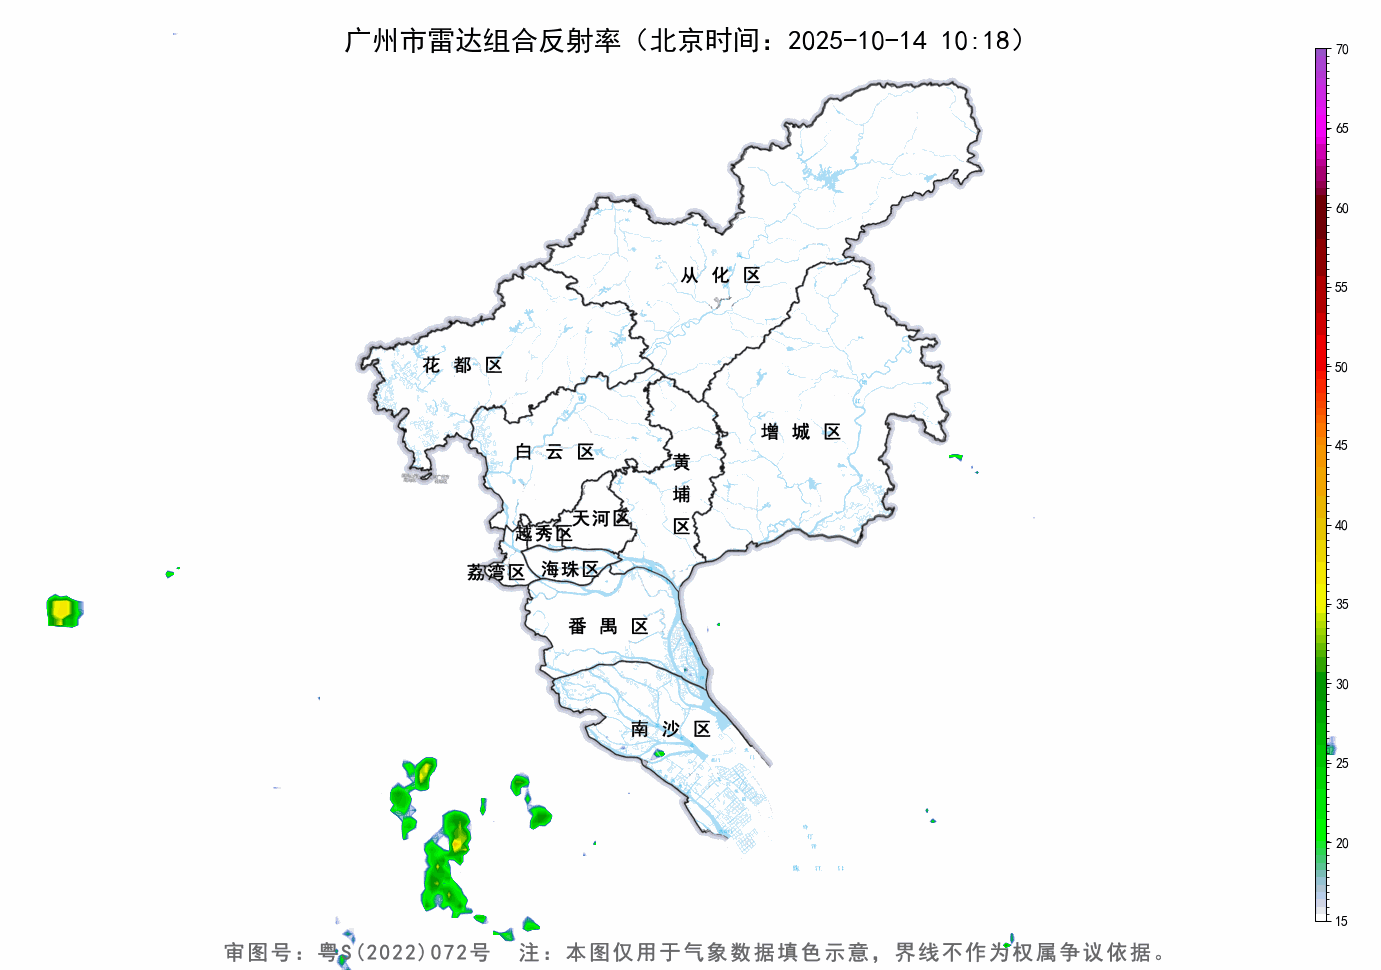 广州市雷达组合反射率（北京时间：2025-10-14 10:18）
70
65
60
55
50
45
40
35
30
25
20
15
从化区
花都区
增城区
白云区
黄埔区
天河区
越秀区
荔湾区
海珠区
番禺区
南沙区
审图号：粤S(2022)072号 注：本图仅用于气象数据填色示意，界线不作为权属争议依据。